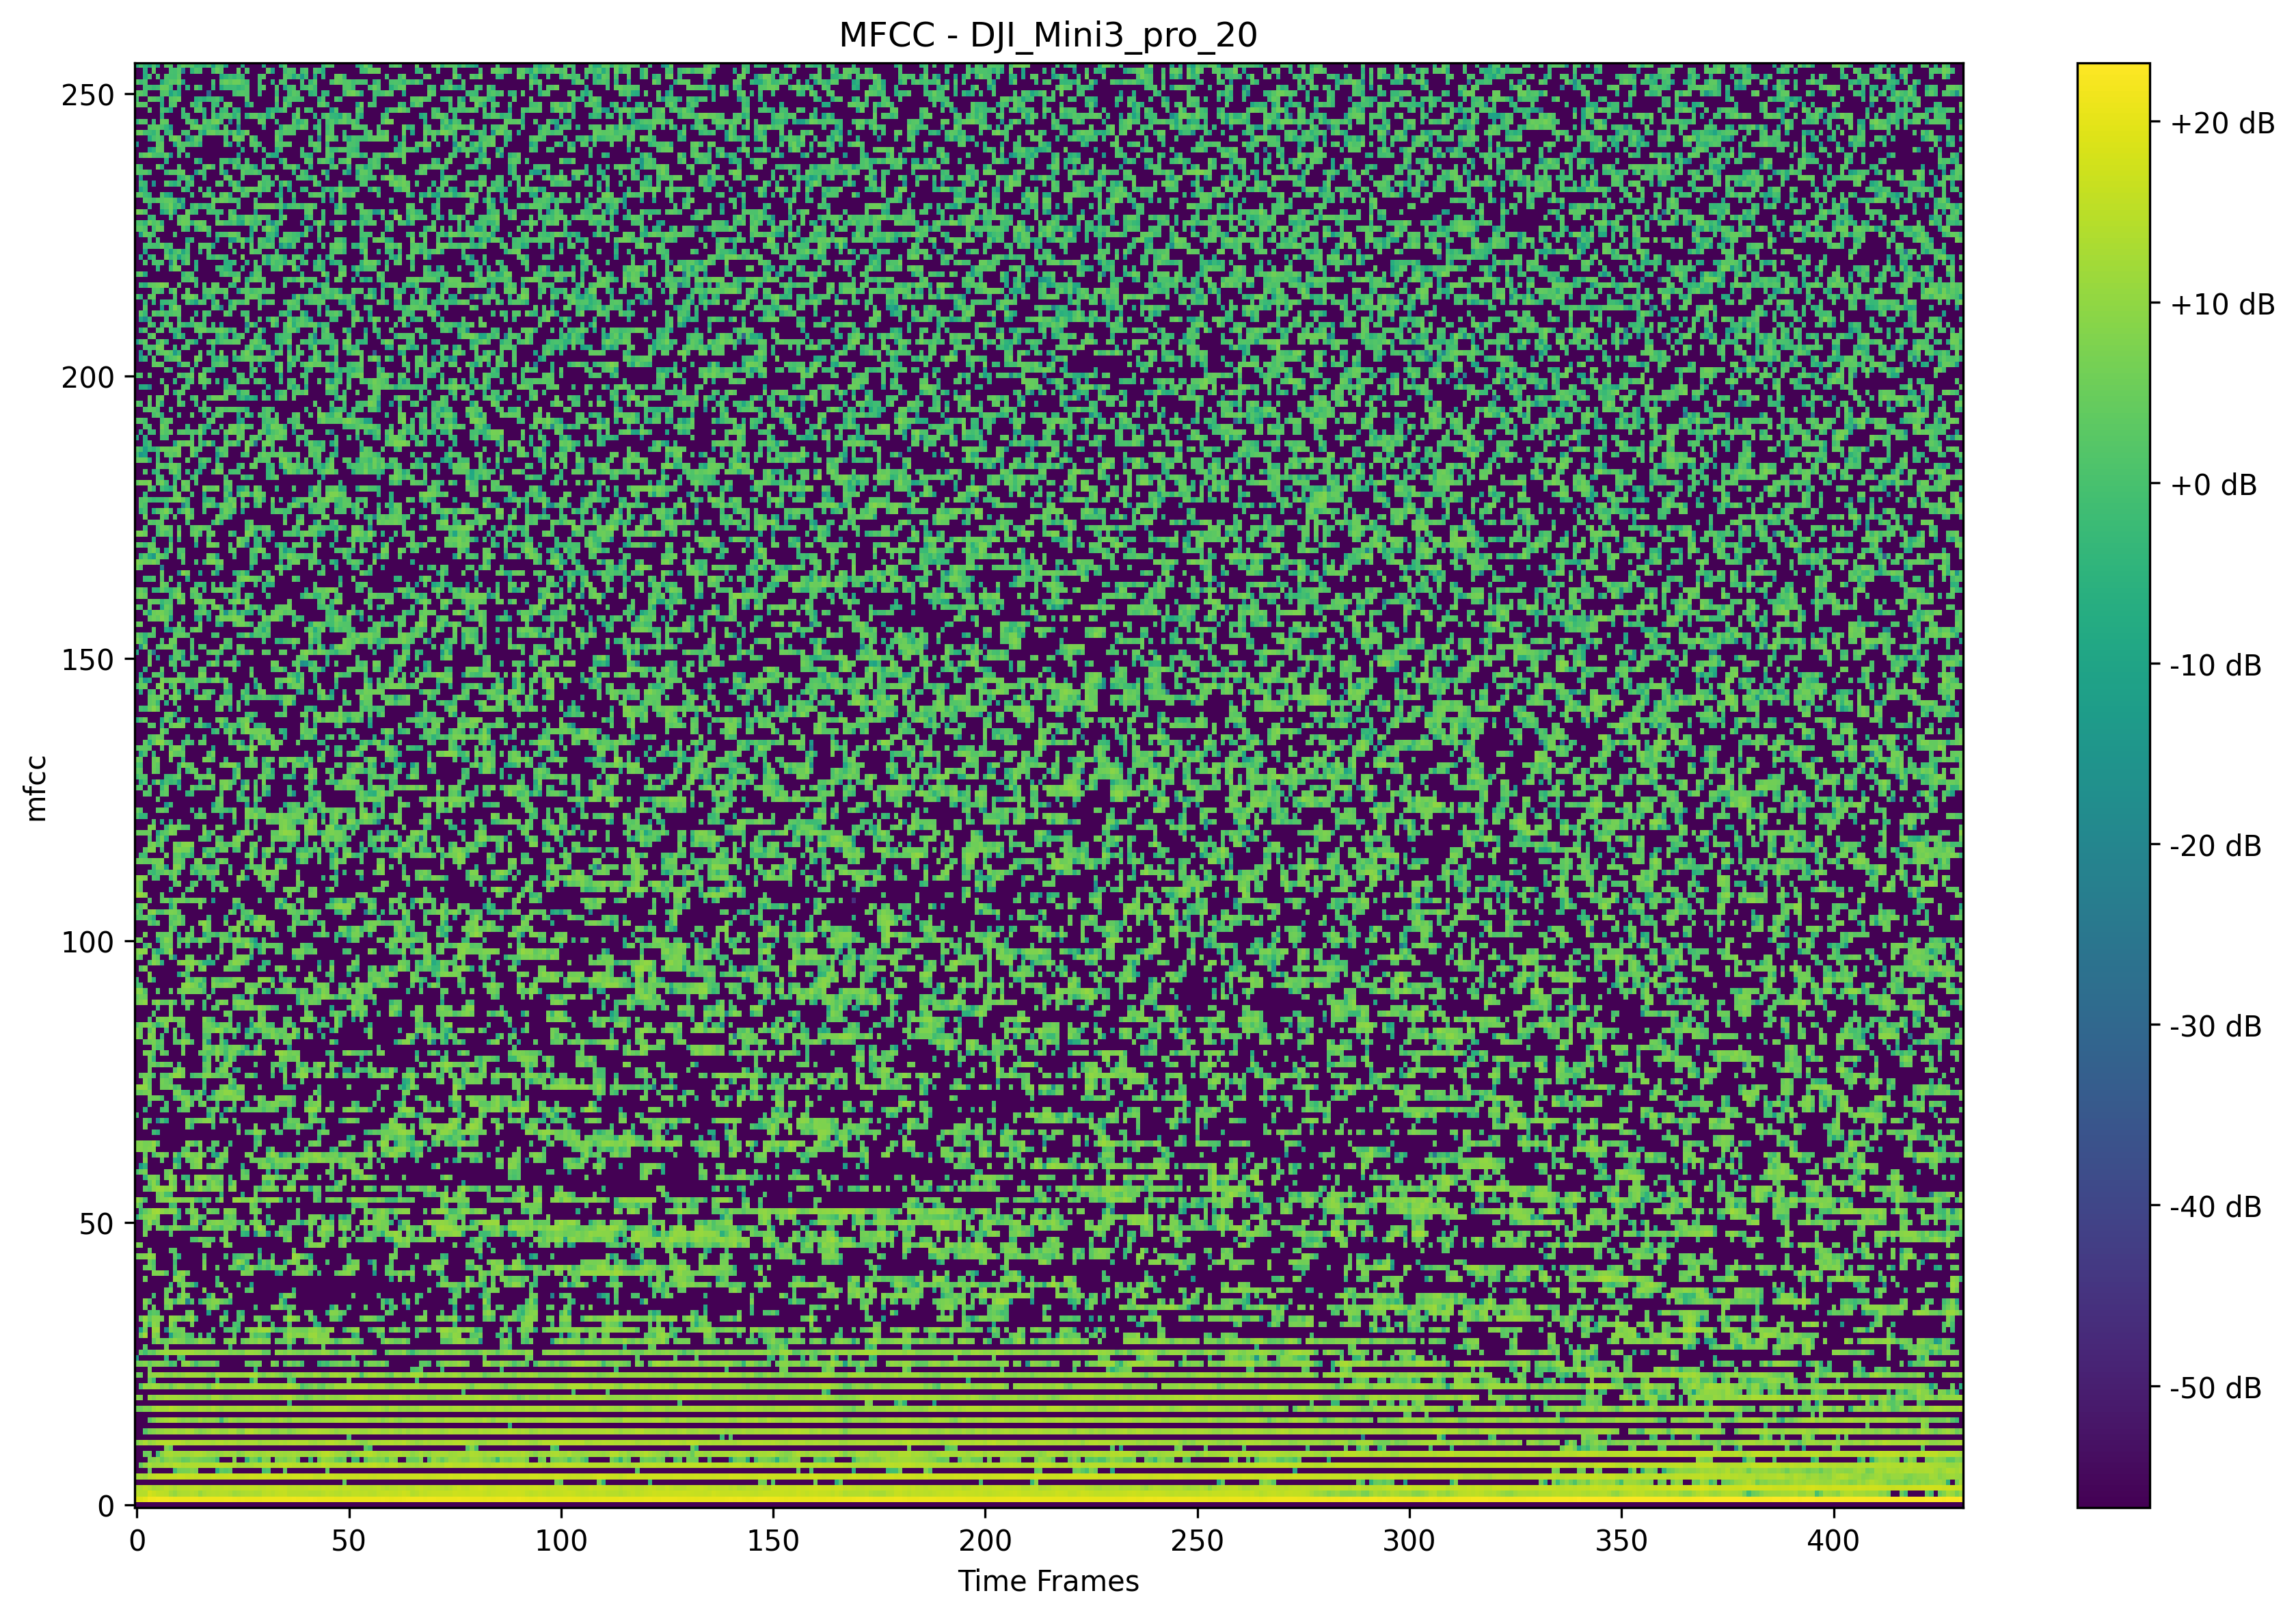 MFCC - DJI_Mini3_pro_20
250
200
150
100
50
0
mfcc
0 50 100 150 200 250 300 350 400
Time Frames
+20 dB
+10 dB
+0 dB
-10 dB
-20 dB
-30 dB
-40 dB
-50 dB